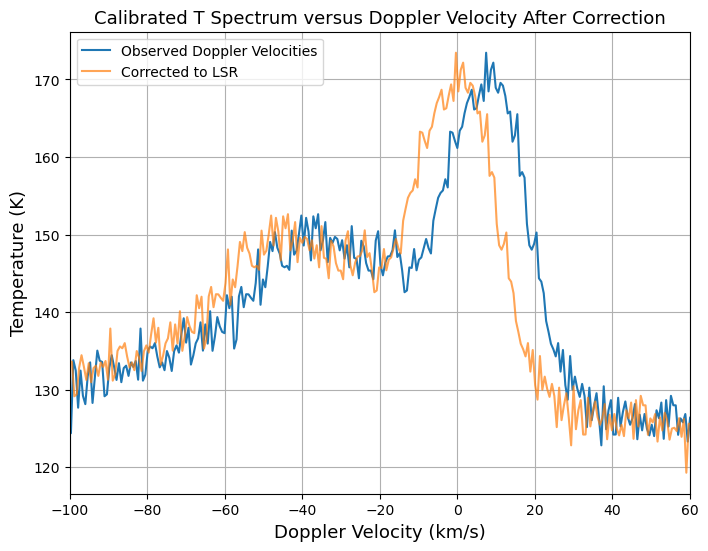 Calibrated T Spectrum versus Doppler Velocity After Correction
Observed Doppler Velocities
Corrected to LSR
Temperature (K)
170
160
150
140
130
120
−100 −80 −60 −40 −20 0 20 40 60
Doppler Velocity (km/s)